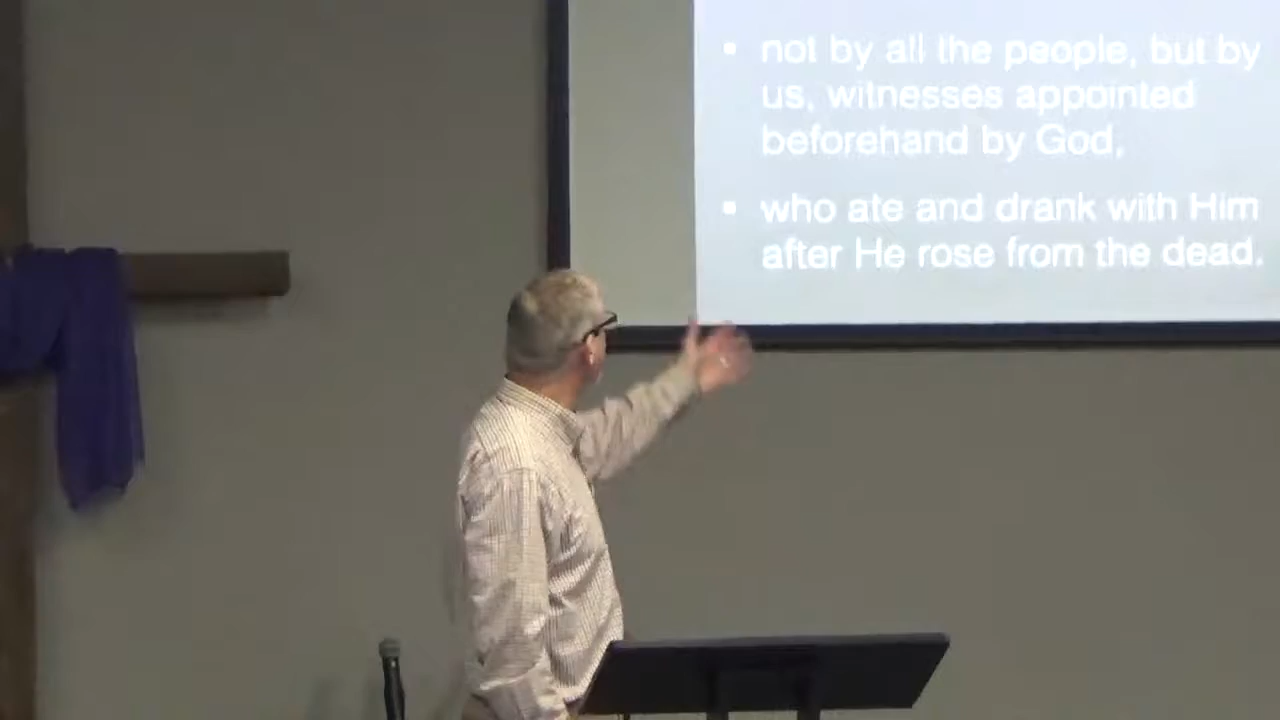 • not by all the people, but by
us, witnesses appointed
beforehand by God,
• who ate and drank with Him
after He rose from the dead.